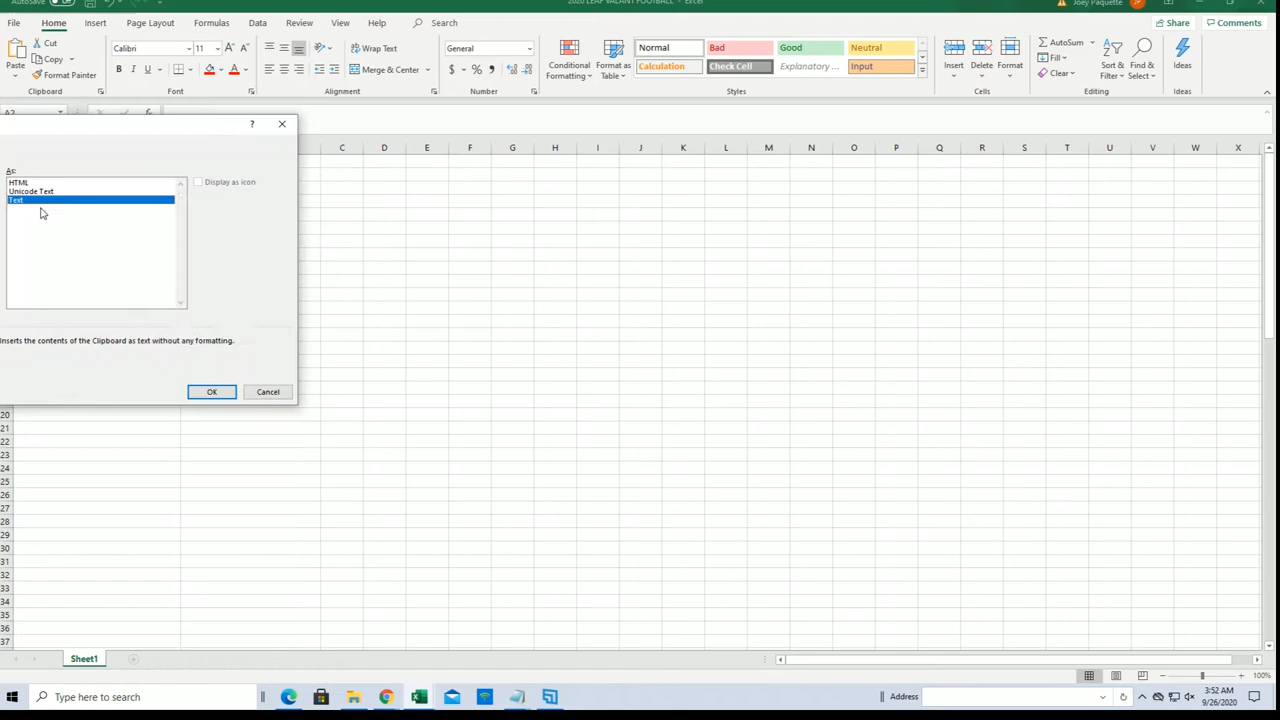 AutoSave
2020 LEAF VALANT FOOTBALL - Excel
Joey Paquette
JP
File Home Insert Page Layout Formulas Data Review View Help Search
Share Comments
Paste Cut Copy Format Painter
Calibri 11
B I U
Wrap Text
Merge & Center
General
$ %
Conditional Formatting
Format as Table
Normal Bad Good Neutral
Calculation Check Cell Explanatory ... Input
Insert Delete Format
AutoSum
Fill
Clear
Sort & Filter
Find & Select
Ideas
Clipboard Font Alignment Number Styles Cells Editing Ideas
A2
C D E F G H I J K L M N O P Q R S T U V W X
?
As:
HTML
Unicode Text
Text
Display as icon
Inserts the contents of the Clipboard as text without any formatting.
OK Cancel
20
21
22
23
24
25
26
27
28
29
30
31
32
33
34
35
36
37
Sheet1
100%
Type here to search
Address
3:52 AM
9/26/2020